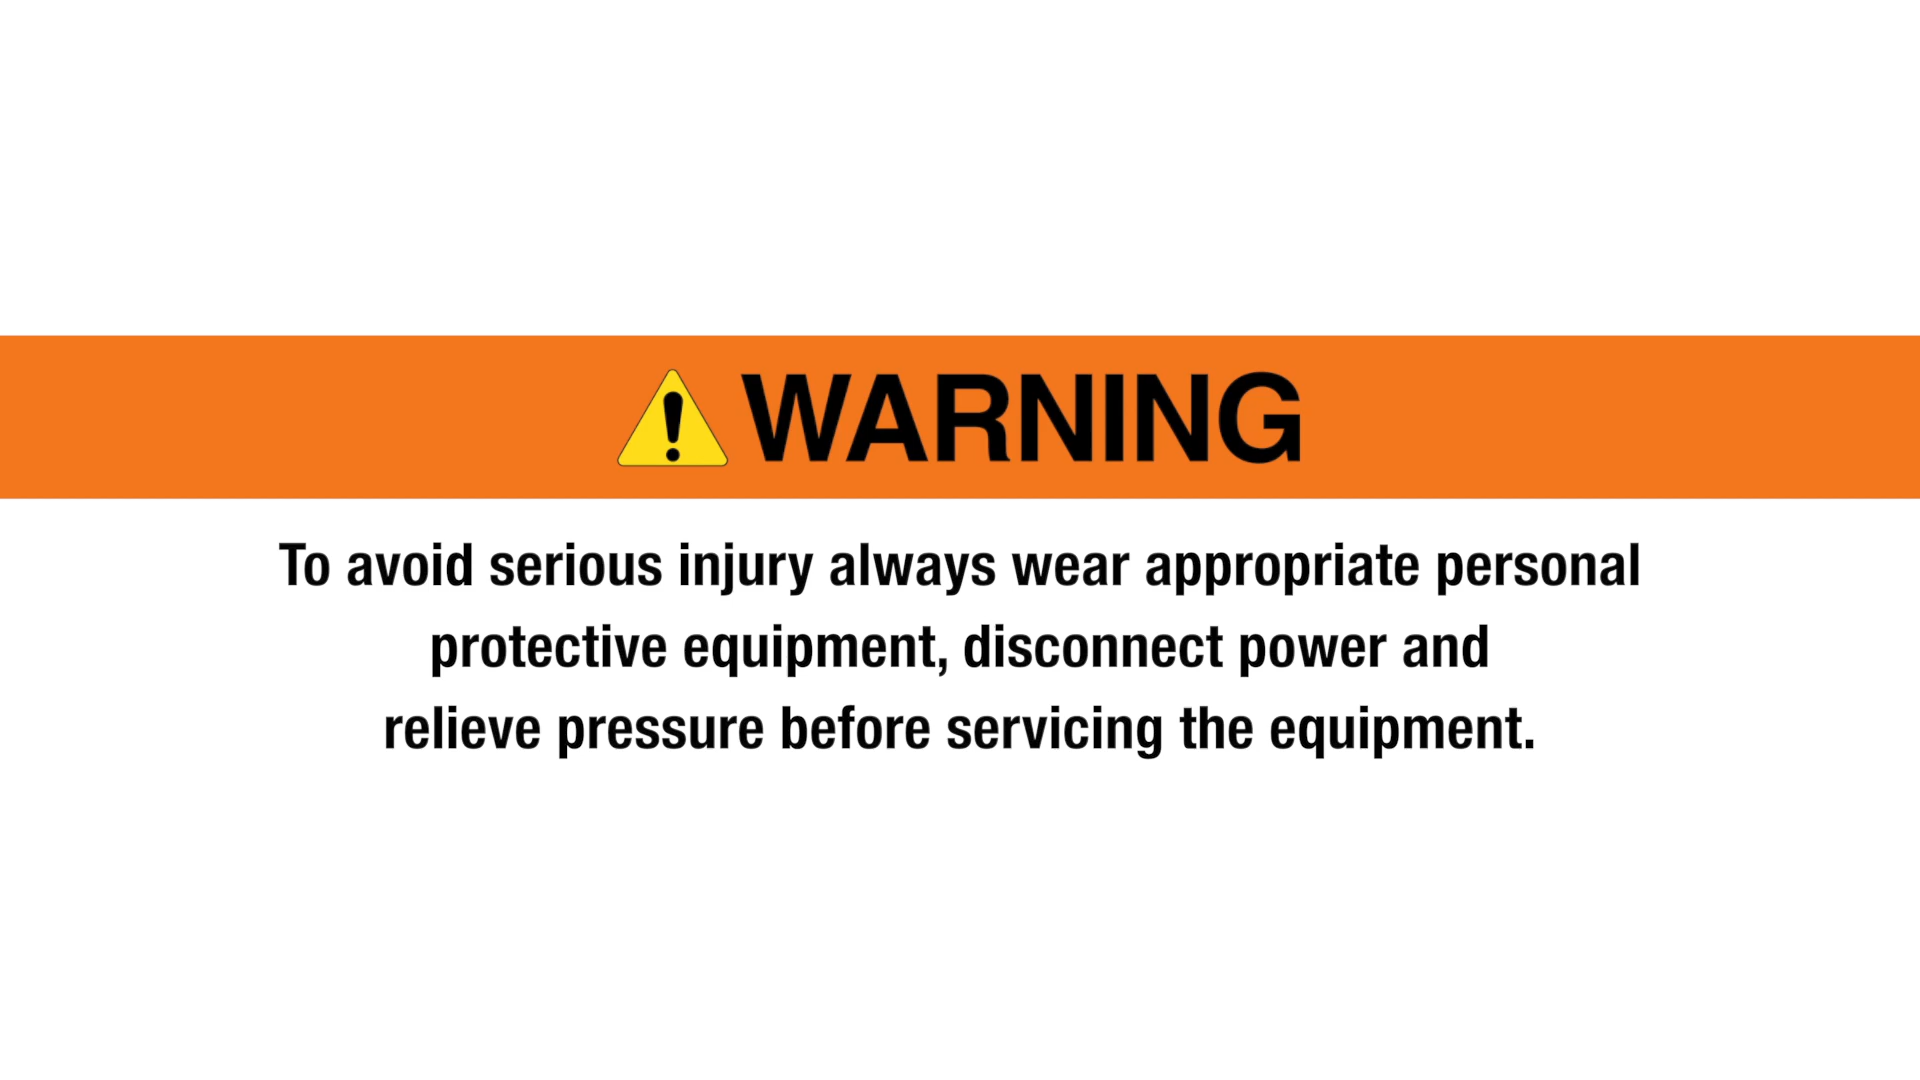 WARNING
To avoid serious injury always wear appropriate personal
protective equipment, disconnect power and
relieve pressure before servicing the equipment.